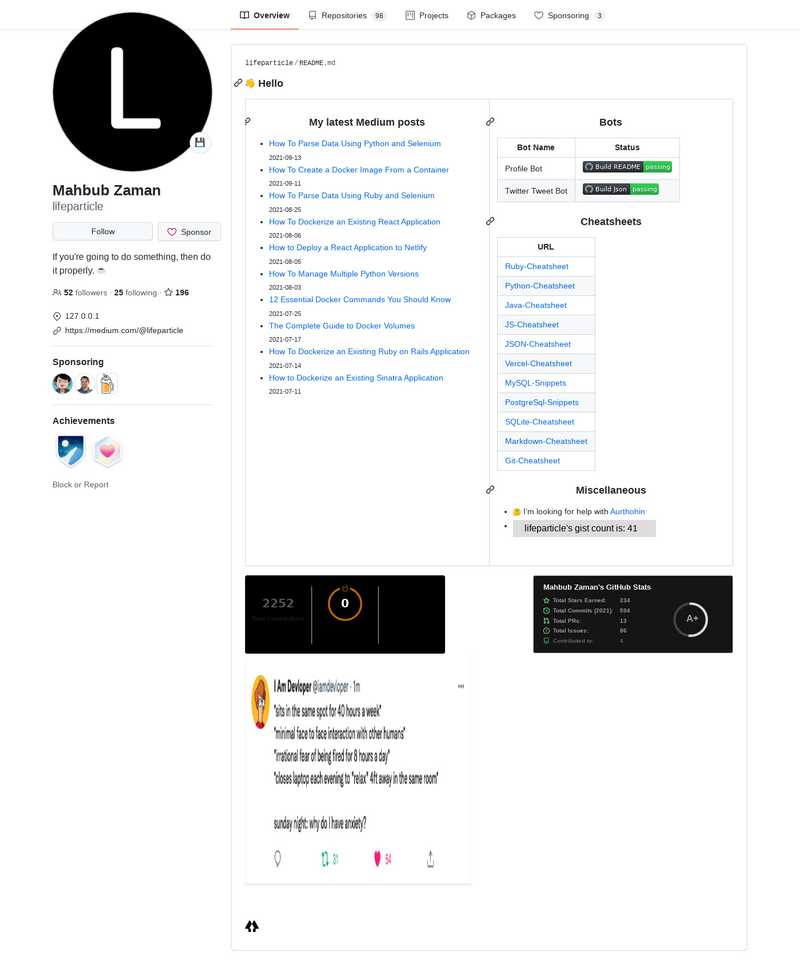 Overview
Repositories 98
Projects
Packages
Sponsoring 3
L
Mahbub Zaman
lifeparticle
Follow
Sponsor
If you're going to do something, then do
it properly. ☕
52 followers · 25 following · 196
127.0.0.1
https://medium.com/@lifeparticle
Sponsoring
Achievements
Block or Report
lifeparticle / README.md
👋 Hello
My latest Medium posts
How To Parse Data Using Python and Selenium
2021-09-13
How To Create a Docker Image From a Container
2021-09-11
How To Parse Data Using Ruby and Selenium
2021-08-25
How To Dockerize an Existing React Application
2021-08-06
How to Deploy a React Application to Netlify
2021-08-05
How To Manage Multiple Python Versions
2021-08-03
12 Essential Docker Commands You Should Know
2021-07-25
The Complete Guide to Docker Volumes
2021-07-17
How To Dockerize an Existing Ruby on Rails Application
2021-07-14
How to Dockerize an Existing Sinatra Application
2021-07-11
Bots
Bot Name Status
Profile Bot Build README passing
Twitter Tweet Bot Build Json passing
Cheatsheets
URL
Ruby-Cheatsheet
Python-Cheatsheet
Java-Cheatsheet
JS-Cheatsheet
JSON-Cheatsheet
Vercel-Cheatsheet
MySQL-Snippets
PostgreSql-Snippets
SQLite-Cheatsheet
Markdown-Cheatsheet
Git-Cheatsheet
Miscellaneous
🤔 I'm looking for help with Aurthohin
lifeparticle's gist count is: 41
2252
Total Contributions
0
Mahbub Zaman's GitHub Stats
Total Stars Earned: 234
Total Commits (2021): 594
Total PRs: 13
Total Issues: 86
Contributed to: 4
A+
I Am Devloper @iamdevloper · 1m
"sits in the same spot for 40 hours a week"
"minimal face to face interaction with other humans"
"irrational fear of being fired for 8 hours a day"
"closes laptop each evening to "relax" 4ft away in the same room"
sunday night: why do I have anxiety?
31 54